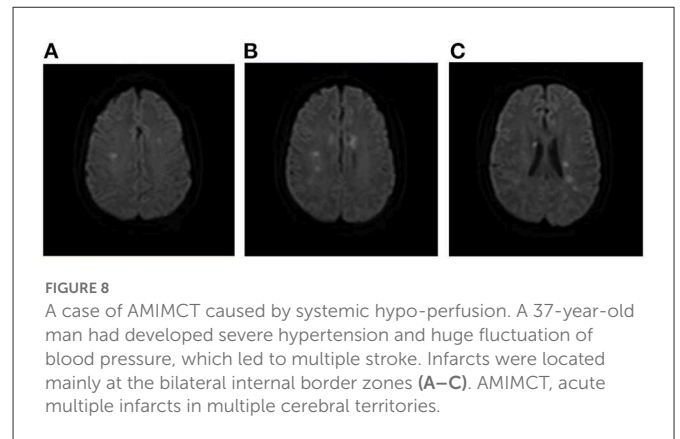 A B C
FIGURE 8
A case of AMIMCT caused by systemic hypo-perfusion. A 37-year-old
man had developed severe hypertension and huge fluctuation of
blood pressure, which led to multiple stroke. Infarcts were located
mainly at the bilateral internal border zones (A–C). AMIMCT, acute
multiple infarcts in multiple cerebral territories.